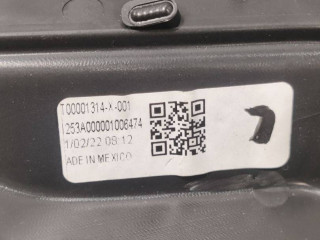 T00001314-X-001
1253A000001006474
1/02/22 08:12
ADE IN MEXICO